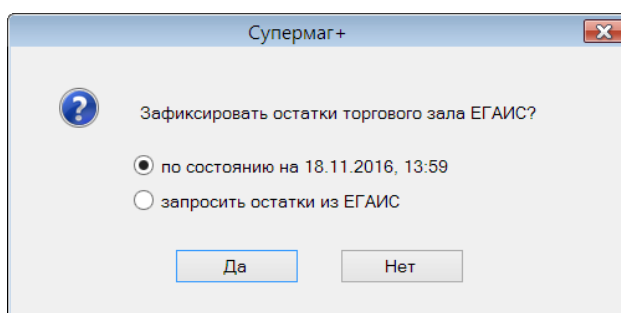 Супермаг+
Зафиксировать остатки торгового зала ЕГАИС?
по состоянию на 18.11.2016, 13:59
запросить остатки из ЕГАИС
Да Нет